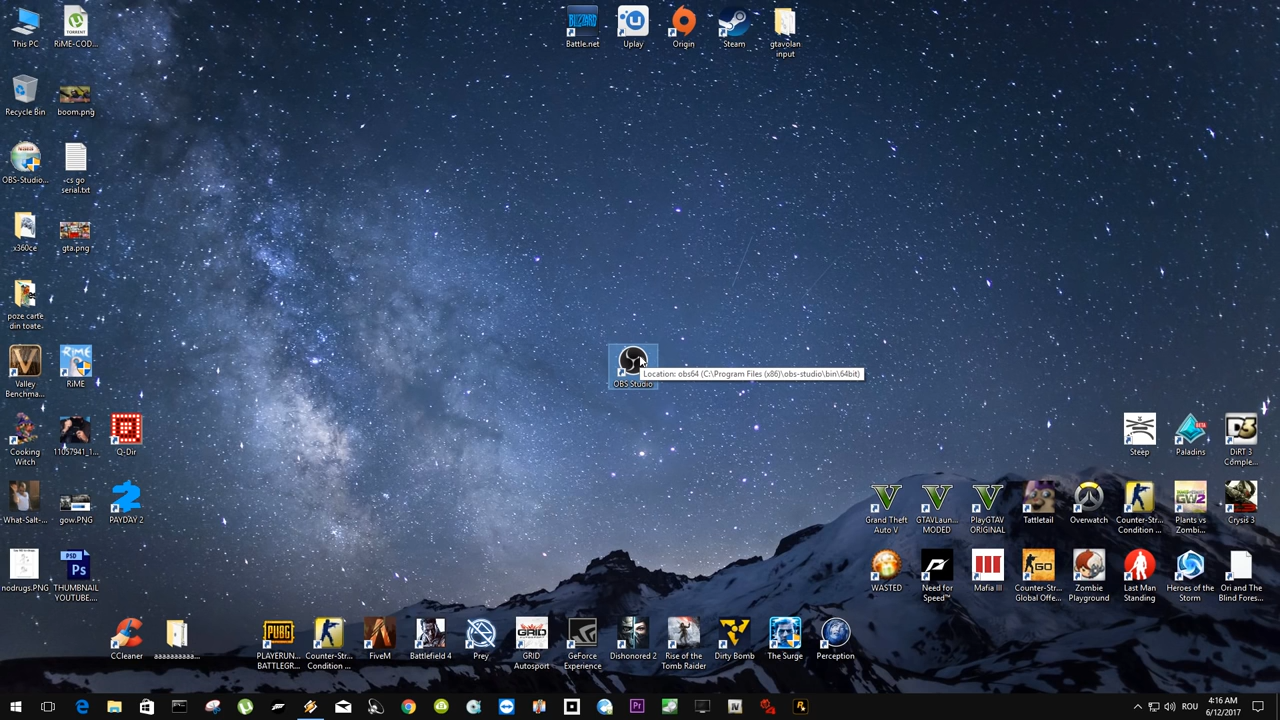 This PC
RiME-COD...
Battle.net
Uplay
Origin
Steam
gtavolan
input
Recycle Bin
boom.png
OBS-Studio...
cs go
serial.txt
x360ce
gta.png
poze carte
din toate
Valley
Benchma...
RiME
OBS Studio
Location: obs64 (C:\Program Files (x86)\obs-studio\bin\64bit)
Cooking
Witch
11057941_1...
Q-Dir
Steep
Paladins
DiRT 3
Comple...
What-Salt-...
gow.PNG
PAYDAY 2
Grand Theft
Auto V
GTAVLaun...
MODED
PlayGTAV
ORIGINAL
Tattletail
Overwatch
Counter-Str...
Condition ...
Plants vs
Zombi...
Crysis 3
nodrugs.PNG
THUMBNAIL
YOUTUBE....
WASTED
Need for
Speed™
Mafia III
Counter-Str...
Global Offe...
Zombie
Playground
Last Man
Standing
Heroes of the
Storm
Ori and The
Blind Fores...
CCleaner
aaaaaaaaaa...
PLAYERUN...
BATTLEGR...
Counter-Str...
Condition ...
FiveM
Battlefield 4
Prey
GRID
Autosport
GeForce
Experience
Dishonored 2
Rise of the
Tomb Raider
Dirty Bomb
The Surge
Perception
ROU
4:16 AM
6/12/2017